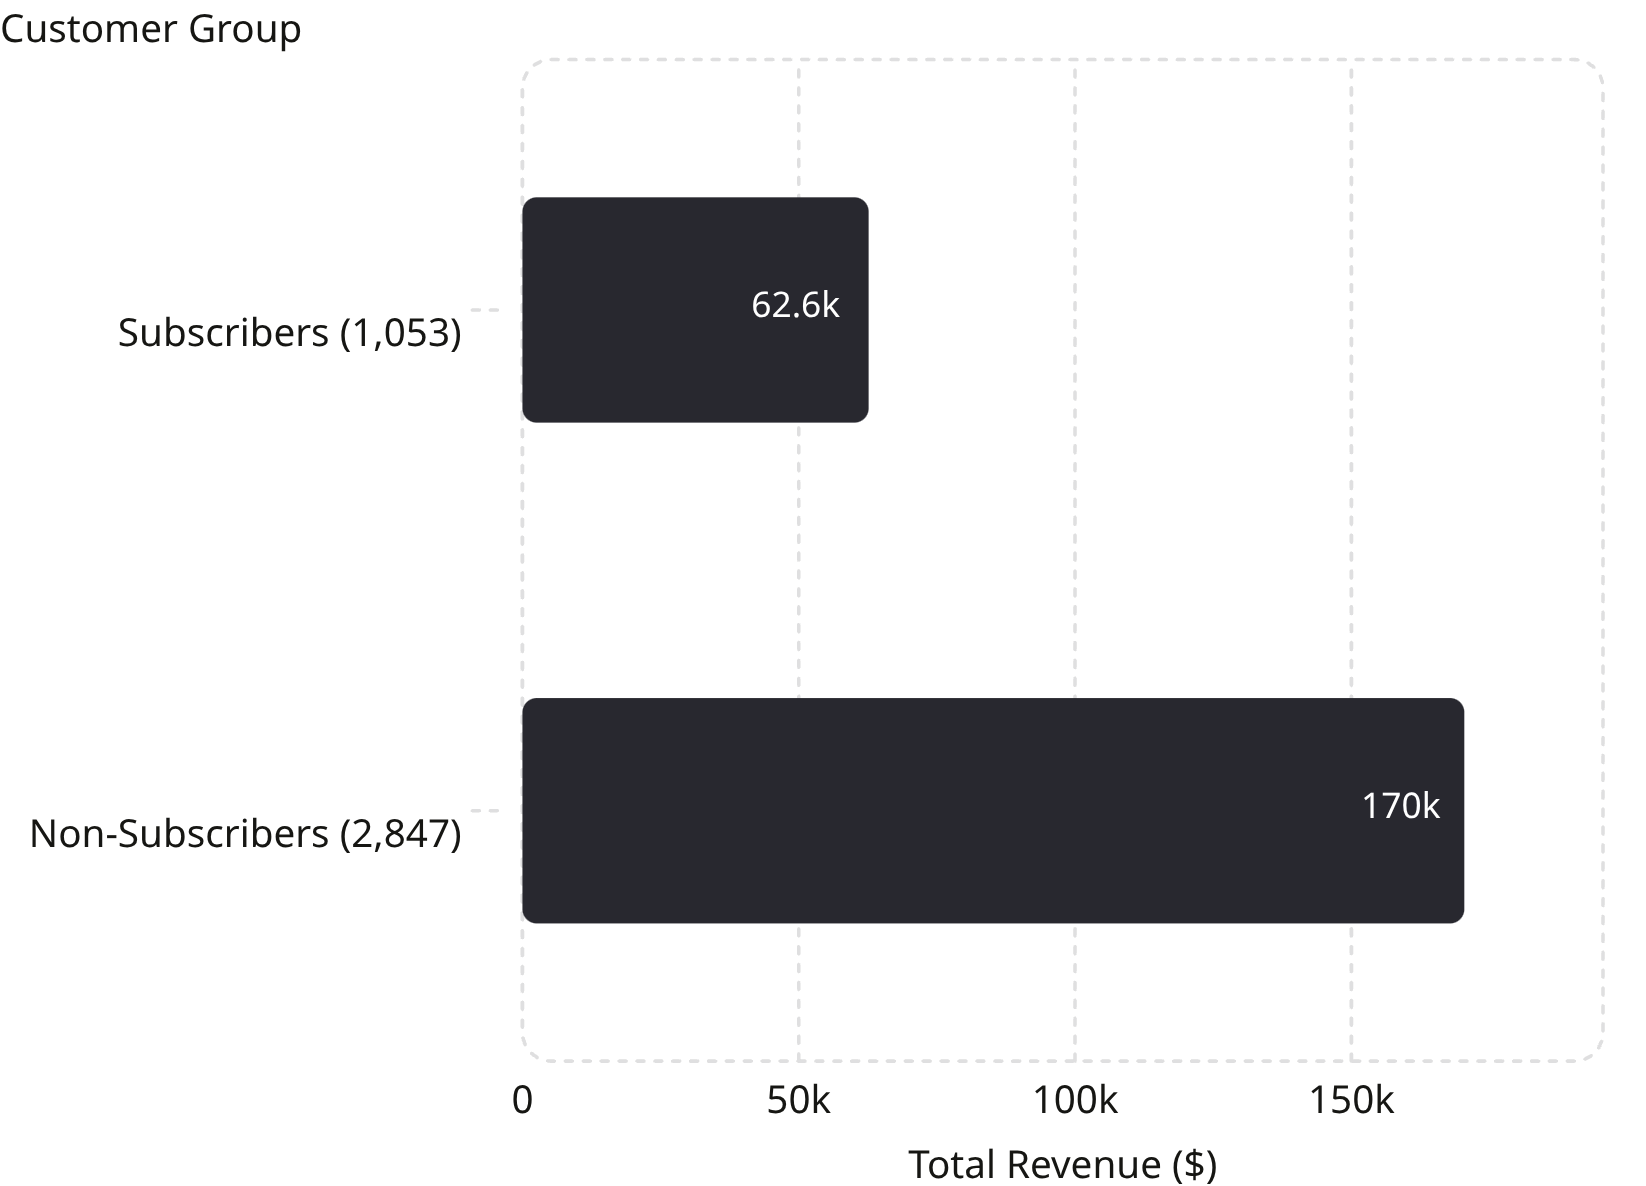 Customer Group
Subscribers (1,053)
62.6k
Non-Subscribers (2,847)
170k
0
50k
100k
150k
Total Revenue ($)